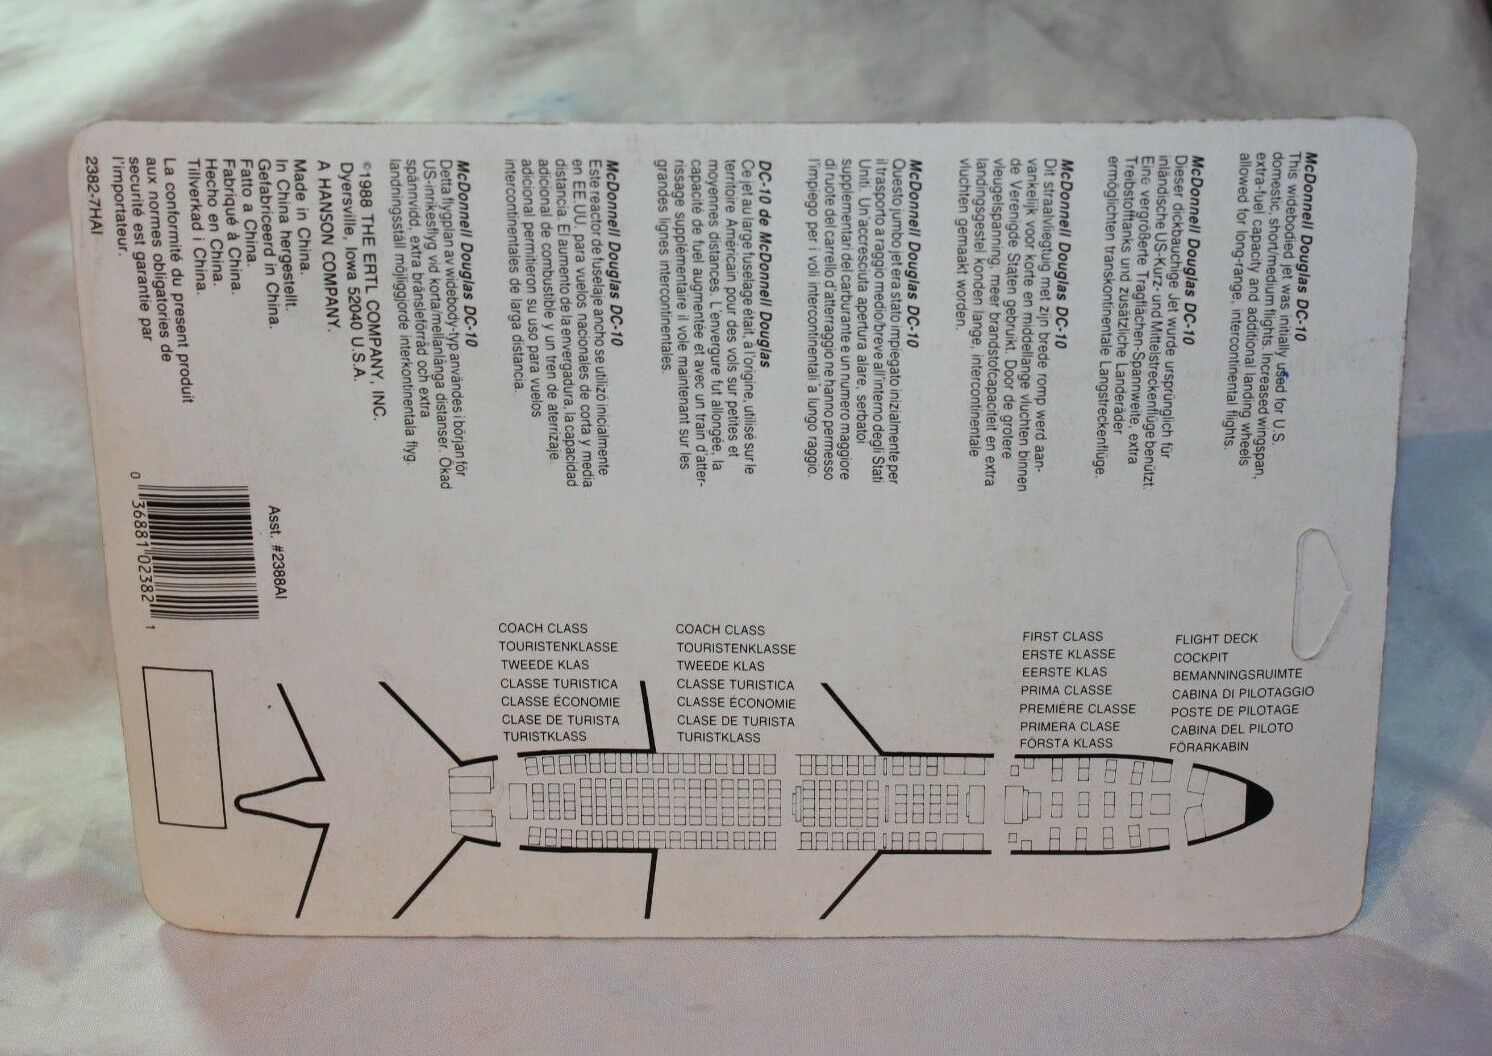 McDonnell Douglas DC-10
This widebodied jet was initially used for U.S.
domestic, short/medium flights. Increased wingspan,
extra-fuel capacity and additional landing wheels
allowed for long-range, intercontinental flights.
McDonnell Douglas DC-10
Dieser dickbauchige Jet wurde ursprünglich für
inländische US-Kurz- und Mittelstreckenflüge benützt.
Eine vergrößerte Tragflächen-Spannweite, extra
Treibstofftanks und zusätzliche Landeräder
ermöglichten transkontinentale Langstreckenflüge.
McDonnell Douglas DC-10
Dit straalvliegtuig met zijn brede romp werd aan-
vankelijk voor korte en middellange vluchten binnen
de Verenigde Staten gebruikt. Door de grotere
vleugelspanning, meer brandstofcapaciteit en extra
landingsgestel konden lange, intercontinentale
vluchten gemaakt worden.
McDonnell Douglas DC-10
Questo jumbo jet era stato impiegato inizialmente per
il trasporto a raggio medio/breve all'interno degli Stati
Uniti. Un accresciuta apertura alare, serbatoi
supplementari del carburante e un numero maggiore
di ruote del carrello d'atterraggio ne hanno permesso
l'impiego per i voli intercontinentali a lungo raggio.
DC-10 de McDonnell Douglas
Ce jet au large fuselage était, à l'origine, utilisé sur le
territoire Américain pour des vols sur petites et
moyennes distances. L'envergure fut allongée, la
capacité de fuel augmentée et avec un train d'atter-
rissage supplémentaire il vole maintenant sur les
grandes lignes intercontinentales.
McDonnell Douglas DC-10
Este reactor de fuselaje ancho se utilizó inicialmente
en EE.UU. para vuelos nacionales de corta y media
distancia. El aumento de la envergadura, la capacidad
adicional de combustible y un tren de aterrizaje
adicional permitieron su uso para vuelos
intercontinentales de larga distancia.
McDonnell Douglas DC-10
Detta flygplan av widebody-typ användes i början för
US-inrikesflyg vid korta/mellanlånga distanser. Ökad
spännvidd, extra bränsleförråd och extra
landningsställ möjliggjorde interkontinentala flyg.
©1988 THE ERTL COMPANY, INC.
Dyersville, Iowa 52040 U.S.A.
A HANSON COMPANY.
Made in China.
In China hergestellt.
Gefabriceerd in China.
Fatto a China.
Fabriqué à China.
Hecho en China.
Tillverkad i China.
La conformité du present produit
aux normes obligatories de
securité est garantie par
l'importateur.
2382-7HAI
Asst. #2388AI
0 36881 02382 1
COACH CLASS
TOURISTENKLASSE
TWEEDE KLAS
CLASSE TURISTICA
CLASSE ÉCONOMIE
CLASE DE TURISTA
TURISTKLASS
COACH CLASS
TOURISTENKLASSE
TWEEDE KLAS
CLASSE TURISTICA
CLASSE ÉCONOMIE
CLASE DE TURISTA
TURISTKLASS
FIRST CLASS
ERSTE KLASSE
EERSTE KLAS
PRIMA CLASSE
PREMIÈRE CLASSE
PRIMERA CLASE
FÖRSTA KLASS
FLIGHT DECK
COCKPIT
BEMANNINGSRUIMTE
CABINA DI PILOTAGGIO
POSTE DE PILOTAGE
CABINA DEL PILOTO
FÖRARKABIN